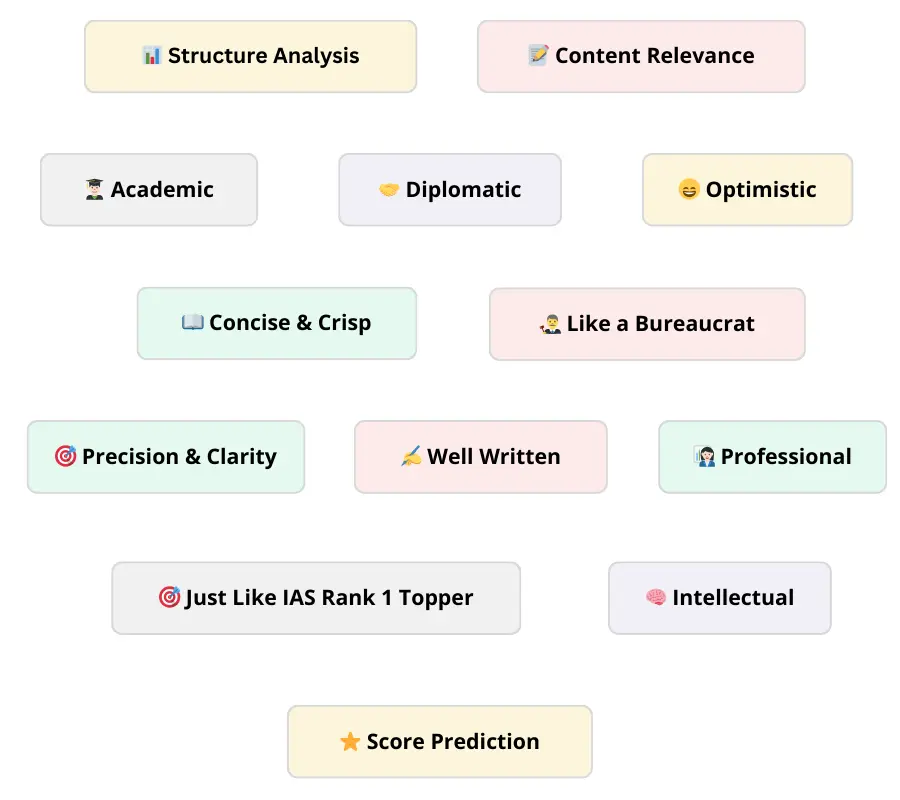 Structure Analysis
Content Relevance
Academic
Diplomatic
Optimistic
Concise & Crisp
Like a Bureaucrat
Precision & Clarity
Well Written
Professional
Just Like IAS Rank 1 Topper
Intellectual
Score Prediction